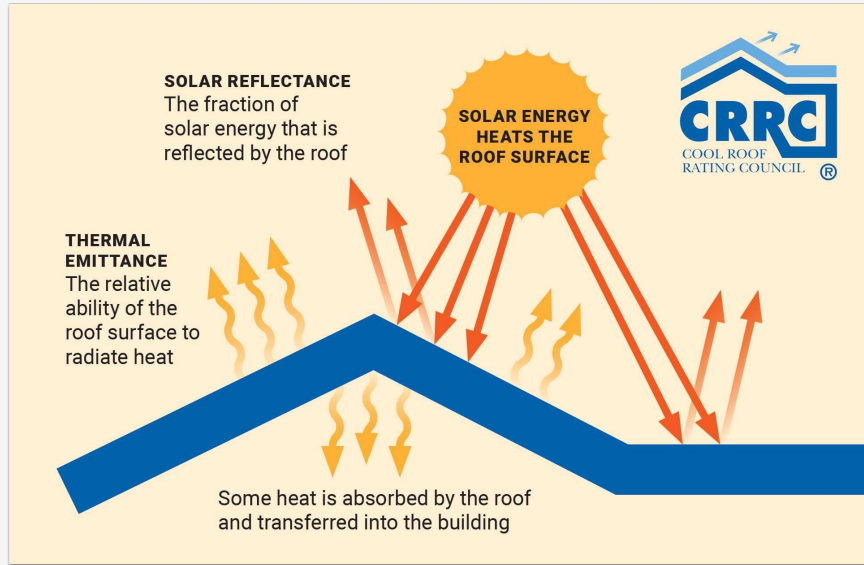 SOLAR REFLECTANCE
The fraction of
solar energy that is
reflected by the roof
SOLAR ENERGY
HEATS THE
ROOF SURFACE
CRRC
COOL ROOF
RATING COUNCIL ®
THERMAL
EMITTANCE
The relative
ability of the
roof surface to
radiate heat
Some heat is absorbed by the roof
and transferred into the building